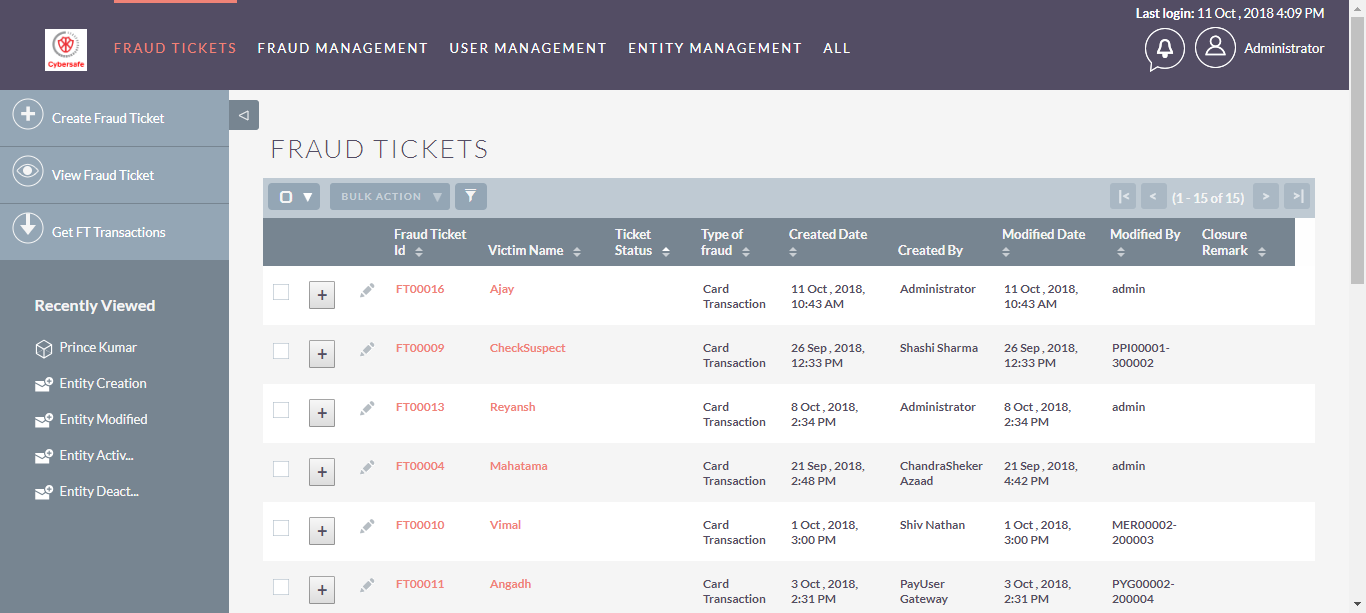 Last login: 11 Oct , 2018 4:09 PM
Cybersafe
FRAUD TICKETS FRAUD MANAGEMENT USER MANAGEMENT ENTITY MANAGEMENT ALL
Administrator
Create Fraud Ticket
View Fraud Ticket
Get FT Transactions
Recently Viewed
Prince Kumar
Entity Creation
Entity Modified
Entity Activ...
Entity Deact...
FRAUD TICKETS
BULK ACTION
(1 - 15 of 15)
Fraud Ticket Ticket Type of Created Date Modified Date Modified By Closure
Id Victim Name Status fraud Created By Remark
FT00016 Ajay Card 11 Oct , 2018, Administrator 11 Oct , 2018, admin
Transaction 10:43 AM 10:43 AM
FT00009 CheckSuspect Card 26 Sep , 2018, Shashi Sharma 26 Sep , 2018, PPI00001-
Transaction 12:33 PM 12:33 PM 300002
FT00013 Reyansh Card 8 Oct , 2018, Administrator 8 Oct , 2018, admin
Transaction 2:34 PM 2:34 PM
FT00004 Mahatama Card 21 Sep , 2018, ChandraSheker 21 Sep , 2018, admin
Transaction 2:48 PM Azaad 4:42 PM
FT00010 Vimal Card 1 Oct , 2018, Shiv Nathan 1 Oct , 2018, MER00002-
Transaction 3:00 PM 3:00 PM 200003
FT00011 Angadh Card 3 Oct , 2018, PayUser 3 Oct , 2018, PYG00002-
Transaction 2:31 PM Gateway 2:31 PM 200004